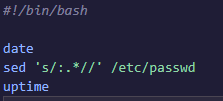 #!/bin/bash
date
sed 's/:.*//' /etc/passwd
uptime